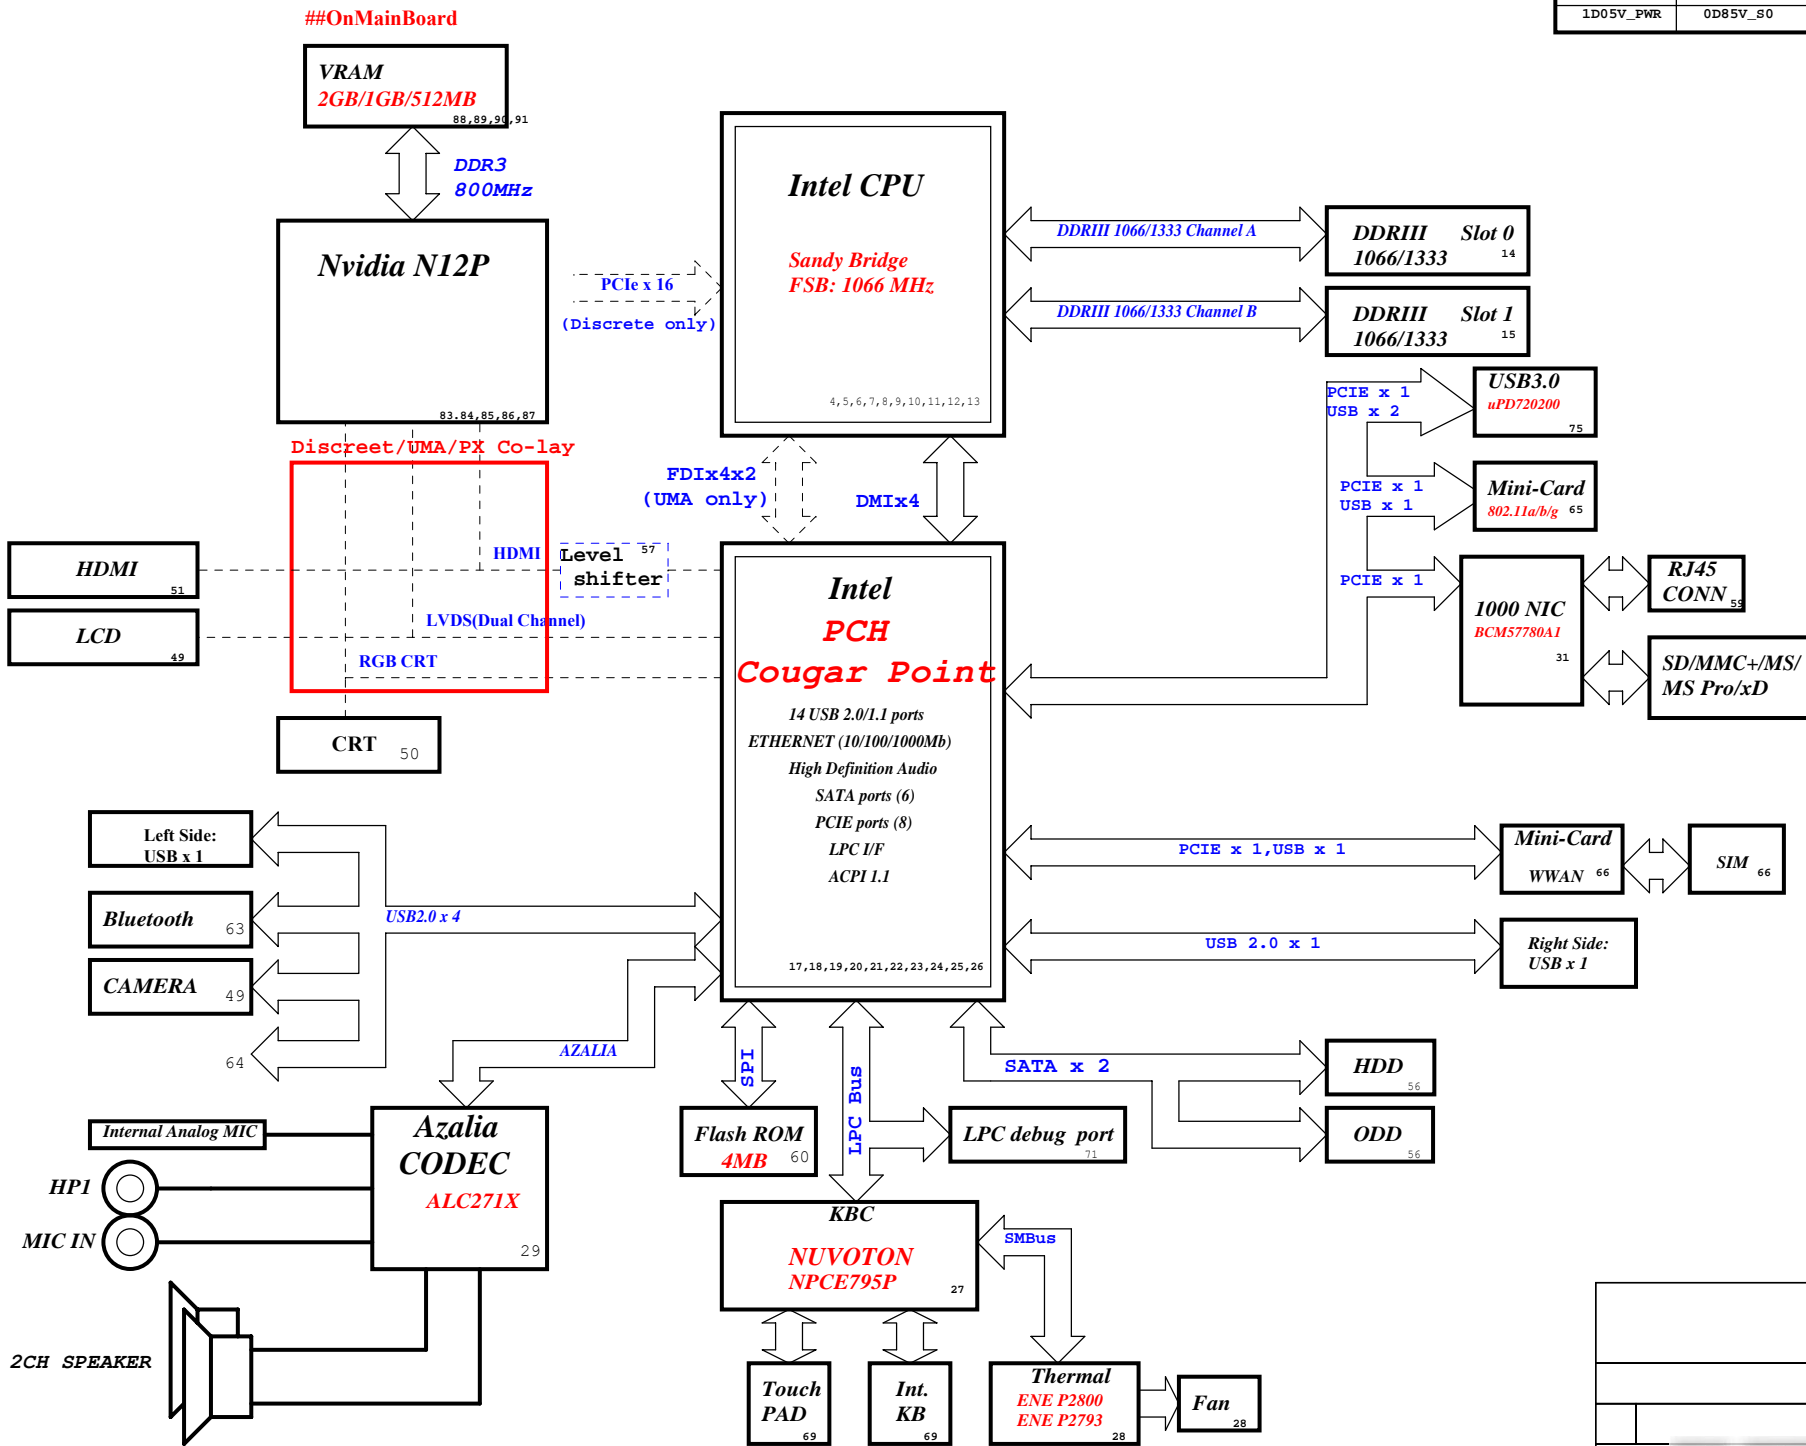 ##OnMainBoard
1D05V_PWR
0D85V_S0
VRAM
2GB/1GB/512MB
88,89,90,91
DDR3
800MHz
Nvidia N12P
83.84,85,86,87
PCIe x 16
(Discrete only)
Intel CPU
Sandy Bridge
FSB: 1066 MHz
4,5,6,7,8,9,10,11,12,13
DDRIII 1066/1333 Channel A
DDRIII Slot 0
1066/1333
14
DDRIII 1066/1333 Channel B
DDRIII Slot 1
1066/1333
15
PCIE x 1
USB x 2
USB3.0
uPD720200
75
PCIE x 1
USB x 1
Mini-Card
802.11a/b/g
65
PCIE x 1
1000 NIC
BCM57780A1
31
RJ45
CONN
59
SD/MMC+/MS/
MS Pro/xD
Discreet/UMA/PX Co-lay
FDIx4x2
(UMA only)
DMIx4
HDMI
51
HDMI
Level
shifter
57
LCD
49
LVDS(Dual Channel)
RGB CRT
CRT
50
Intel
PCH
Cougar Point
14 USB 2.0/1.1 ports
ETHERNET (10/100/1000Mb)
High Definition Audio
SATA ports (6)
PCIE ports (8)
LPC I/F
ACPI 1.1
17,18,19,20,21,22,23,24,25,26
Left Side:
USB x 1
Bluetooth
63
CAMERA
49
64
USB2.0 x 4
AZALIA
PCIE x 1,USB x 1
Mini-Card
WWAN
66
SIM
66
USB 2.0 x 1
Right Side:
USB x 1
SPI
LPC Bus
SATA x 2
HDD
56
ODD
56
Internal Analog MIC
HP1
MIC IN
Azalia
CODEC
ALC271X
29
2CH SPEAKER
Flash ROM
4MB
60
LPC debug port
71
KBC
NUVOTON
NPCE795P
27
SMBus
Touch
PAD
69
Int.
KB
69
Thermal
ENE P2800
ENE P2793
28
Fan
28